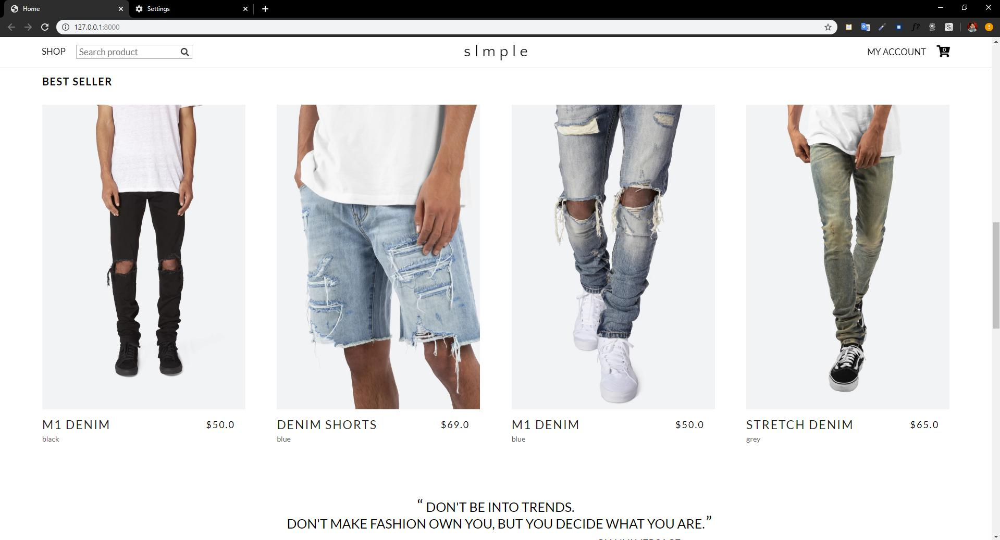 Home
Settings
127.0.0.1:8000
SHOP
Search product
sImple
MY ACCOUNT
0
BEST SELLER
M1 DENIM
$50.0
black
DENIM SHORTS
$69.0
blue
M1 DENIM
$50.0
blue
STRETCH DENIM
$65.0
grey
“ DON'T BE INTO TRENDS.
DON'T MAKE FASHION OWN YOU, BUT YOU DECIDE WHAT YOU ARE.”